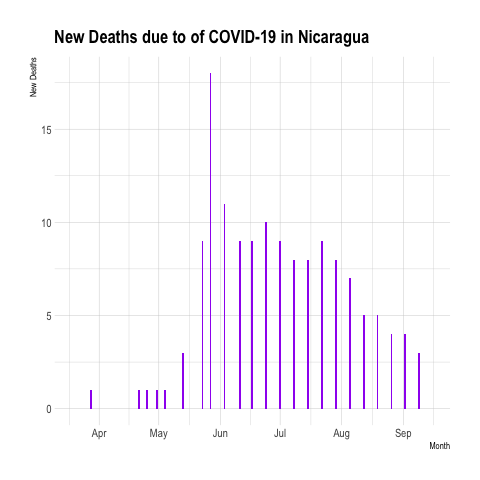 New Deaths due to of COVID-19 in Nicaragua
New Deaths
15
10
5
0
Apr May Jun Jul Aug Sep
Month